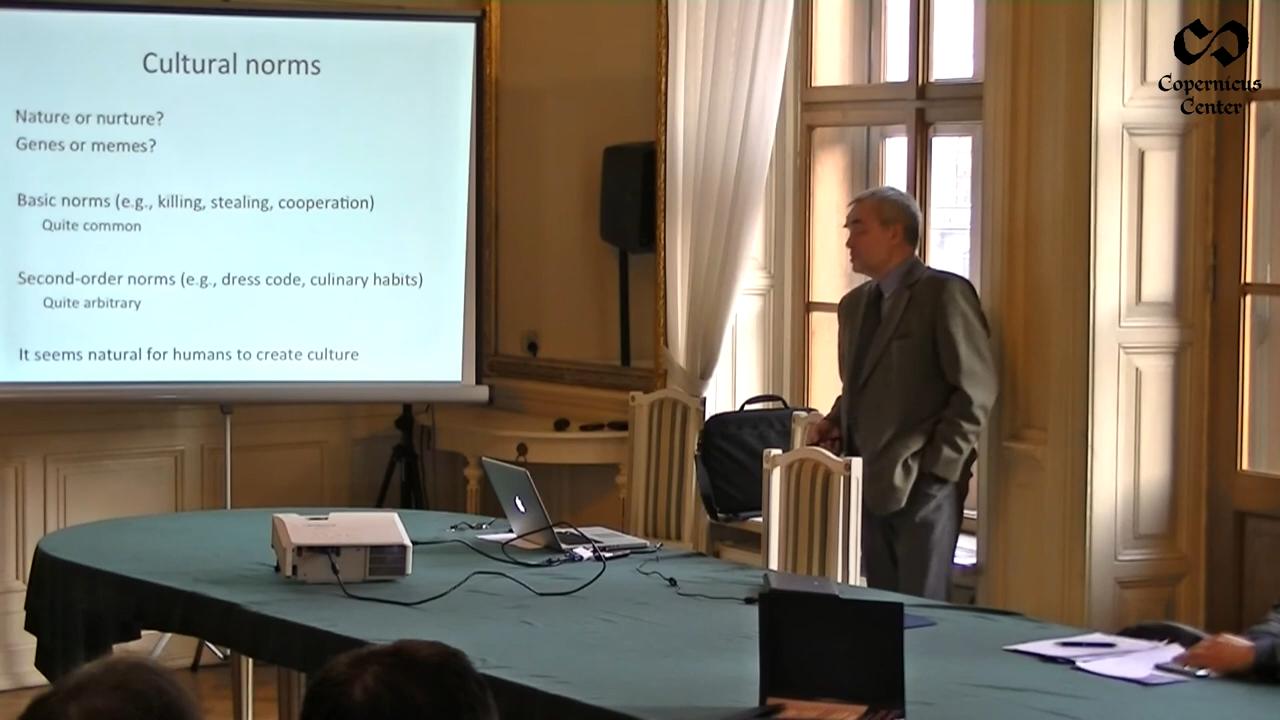 Cultural norms
Nature or nurture?
Genes or memes?
Basic norms (e.g., killing, stealing, cooperation)
Quite common
Second-order norms (e.g., dress code, culinary habits)
Quite arbitrary
It seems natural for humans to create culture
Copernicus
Center